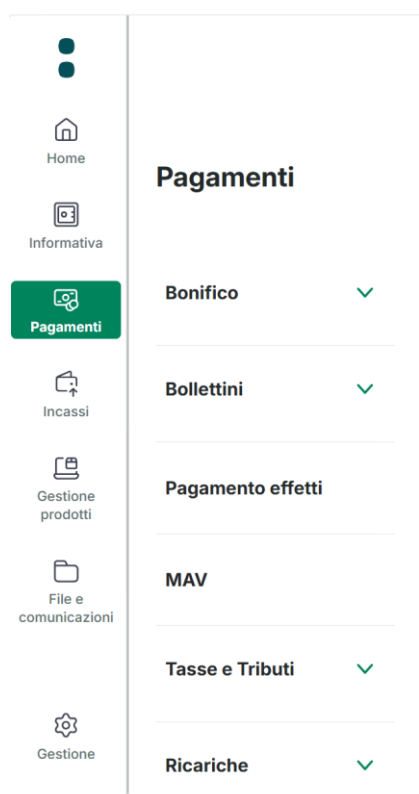 Home
Informativa
Pagamenti
Incassi
Gestione
prodotti
File e
comunicazioni
Gestione
Pagamenti
Bonifico
Bollettini
Pagamento effetti
MAV
Tasse e Tributi
Ricariche